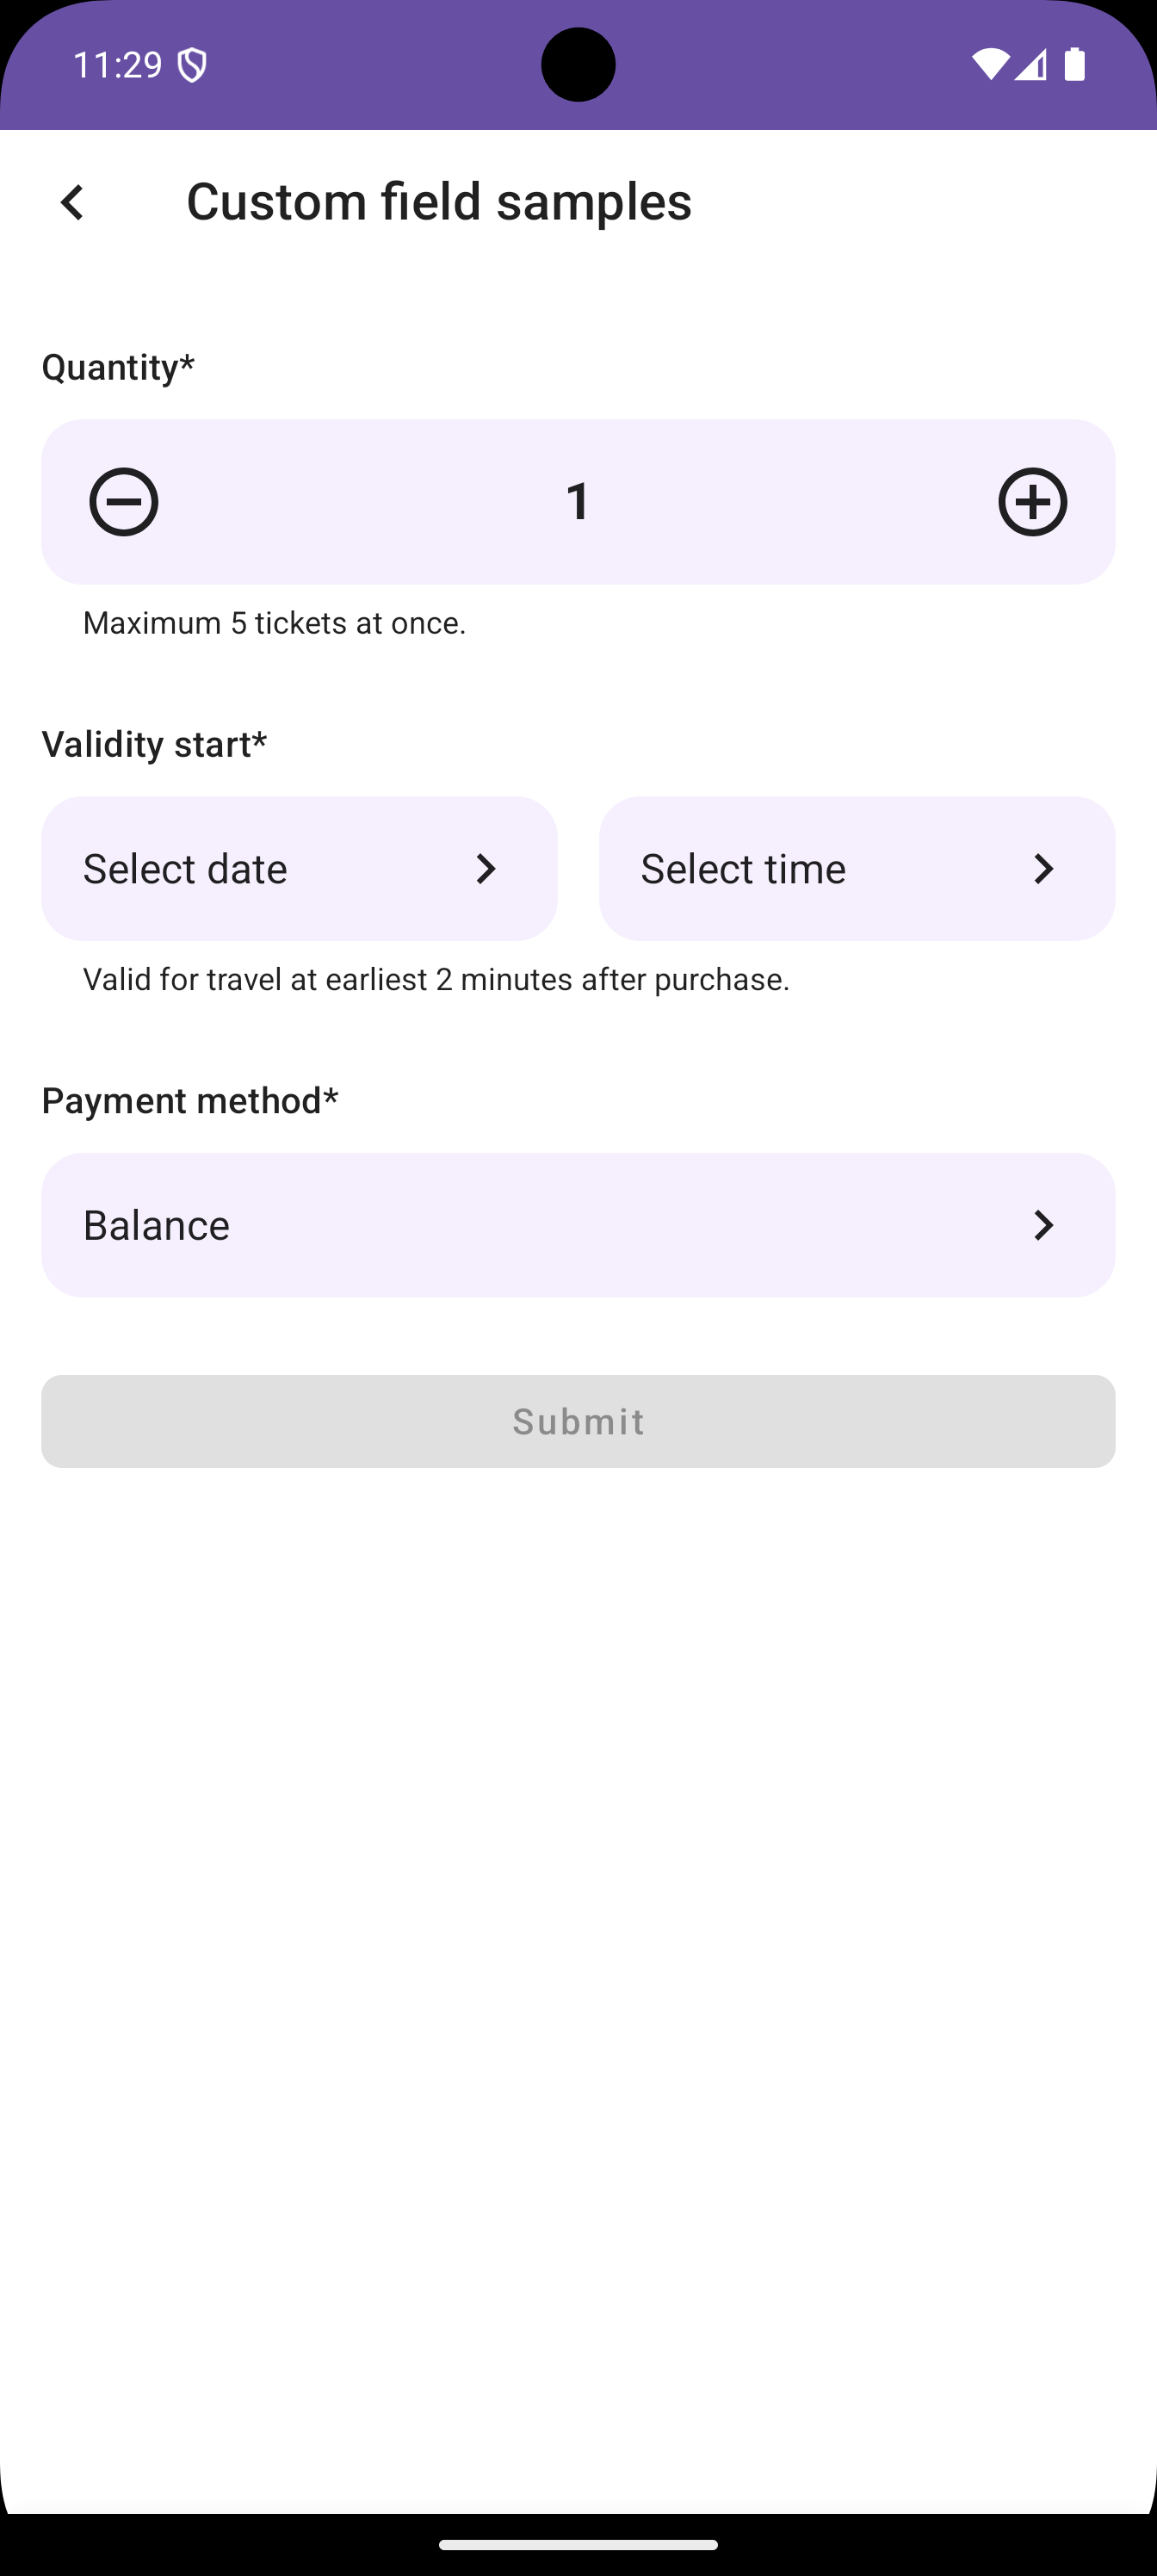 11:29
Custom field samples
Quantity*
1
Maximum 5 tickets at once.
Validity start*
Select date
Select time
Valid for travel at earliest 2 minutes after purchase.
Payment method*
Balance
Submit